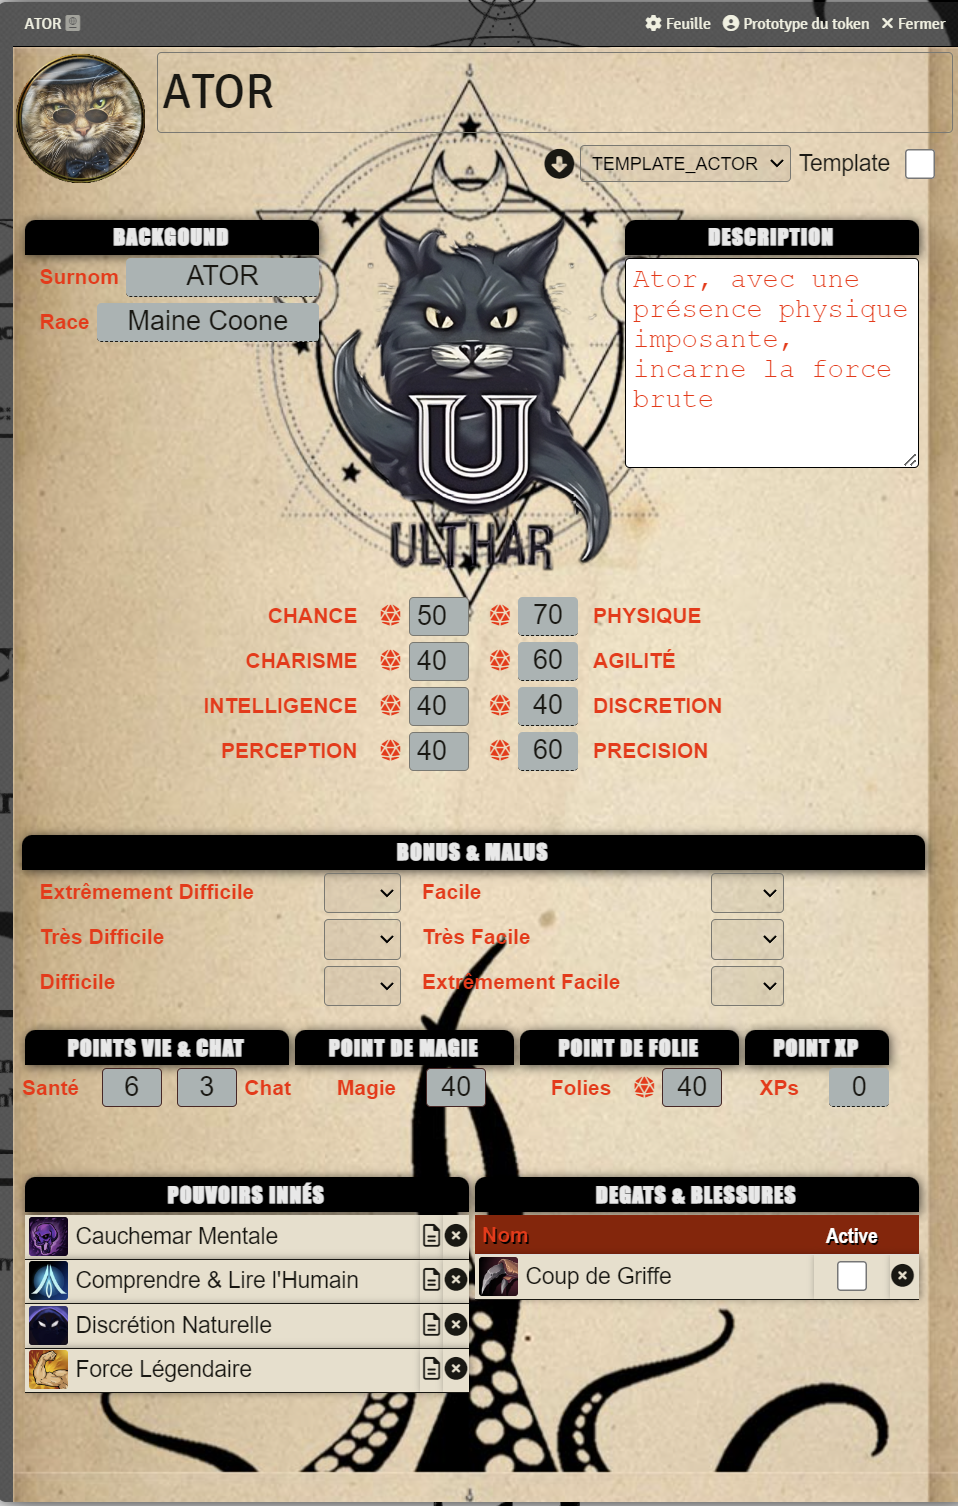 ATOR
Feuille Prototype du token Fermer
ATOR
TEMPLATE_ACTOR Template
BACKGOUND
Surnom ATOR
Race Maine Coone
DESCRIPTION
Ator, avec une
présence physique
imposante,
incarne la force
brute
U
ULTHAR
CHANCE 50 70 PHYSIQUE
CHARISME 40 60 AGILITÉ
INTELLIGENCE 40 40 DISCRETION
PERCEPTION 40 60 PRECISION
BONUS & MALUS
Extrêmement Difficile Facile
Très Difficile Très Facile
Difficile Extrêmement Facile
POINTS VIE & CHAT POINT DE MAGIE POINT DE FOLIE POINT XP
Santé 6 3 Chat Magie 40 Folies 40 XPs 0
POUVOIRS INNÉS
Cauchemar Mentale
Comprendre & Lire l'Humain
Discrétion Naturelle
Force Légendaire
DEGATS & BLESSURES
Nom Active
Coup de Griffe